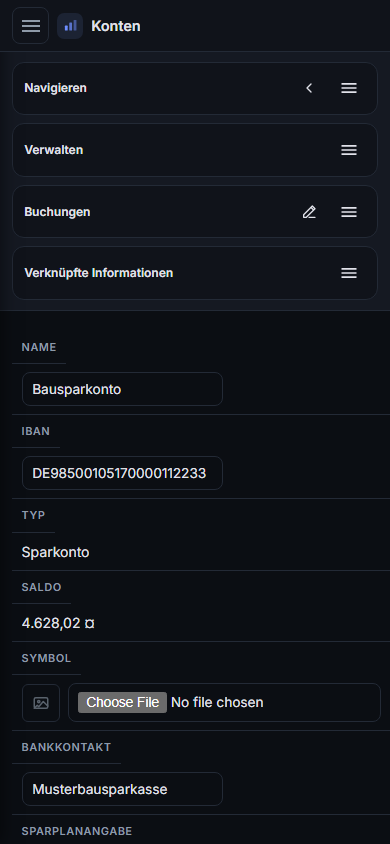 Konten
Navigieren
Verwalten
Buchungen
Verknüpfte Informationen
NAME
Bausparkonto
IBAN
DE98500105170000112233
TYP
Sparkonto
SALDO
4.628,02 ¤
SYMBOL
Choose File No file chosen
BANKKONTAKT
Musterbausparkasse
SPARPLANANGABE